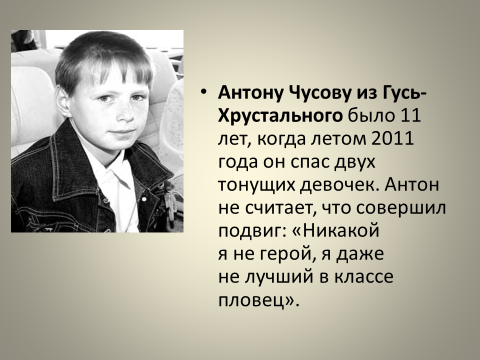 • Антону Чусову из Гусь-
Хрустального было 11
лет, когда летом 2011
года он спас двух
тонущих девочек. Антон
не считает, что совершил
подвиг: «Никакой
я не герой, я даже
не лучший в классе
пловец».